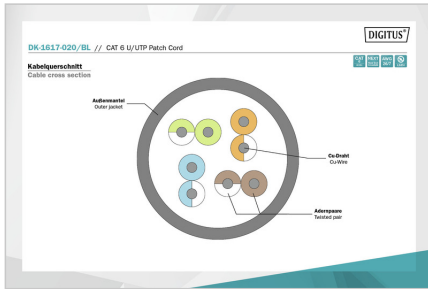 DIGITUS®
DK-1617-020/BL // CAT 6 U/UTP Patch Cord
Kabelquerschnitt
Cable cross section
Außenmantel
Outer jacket
Cu-Draht
Cu-Wire
Adernpaare
Twisted pair